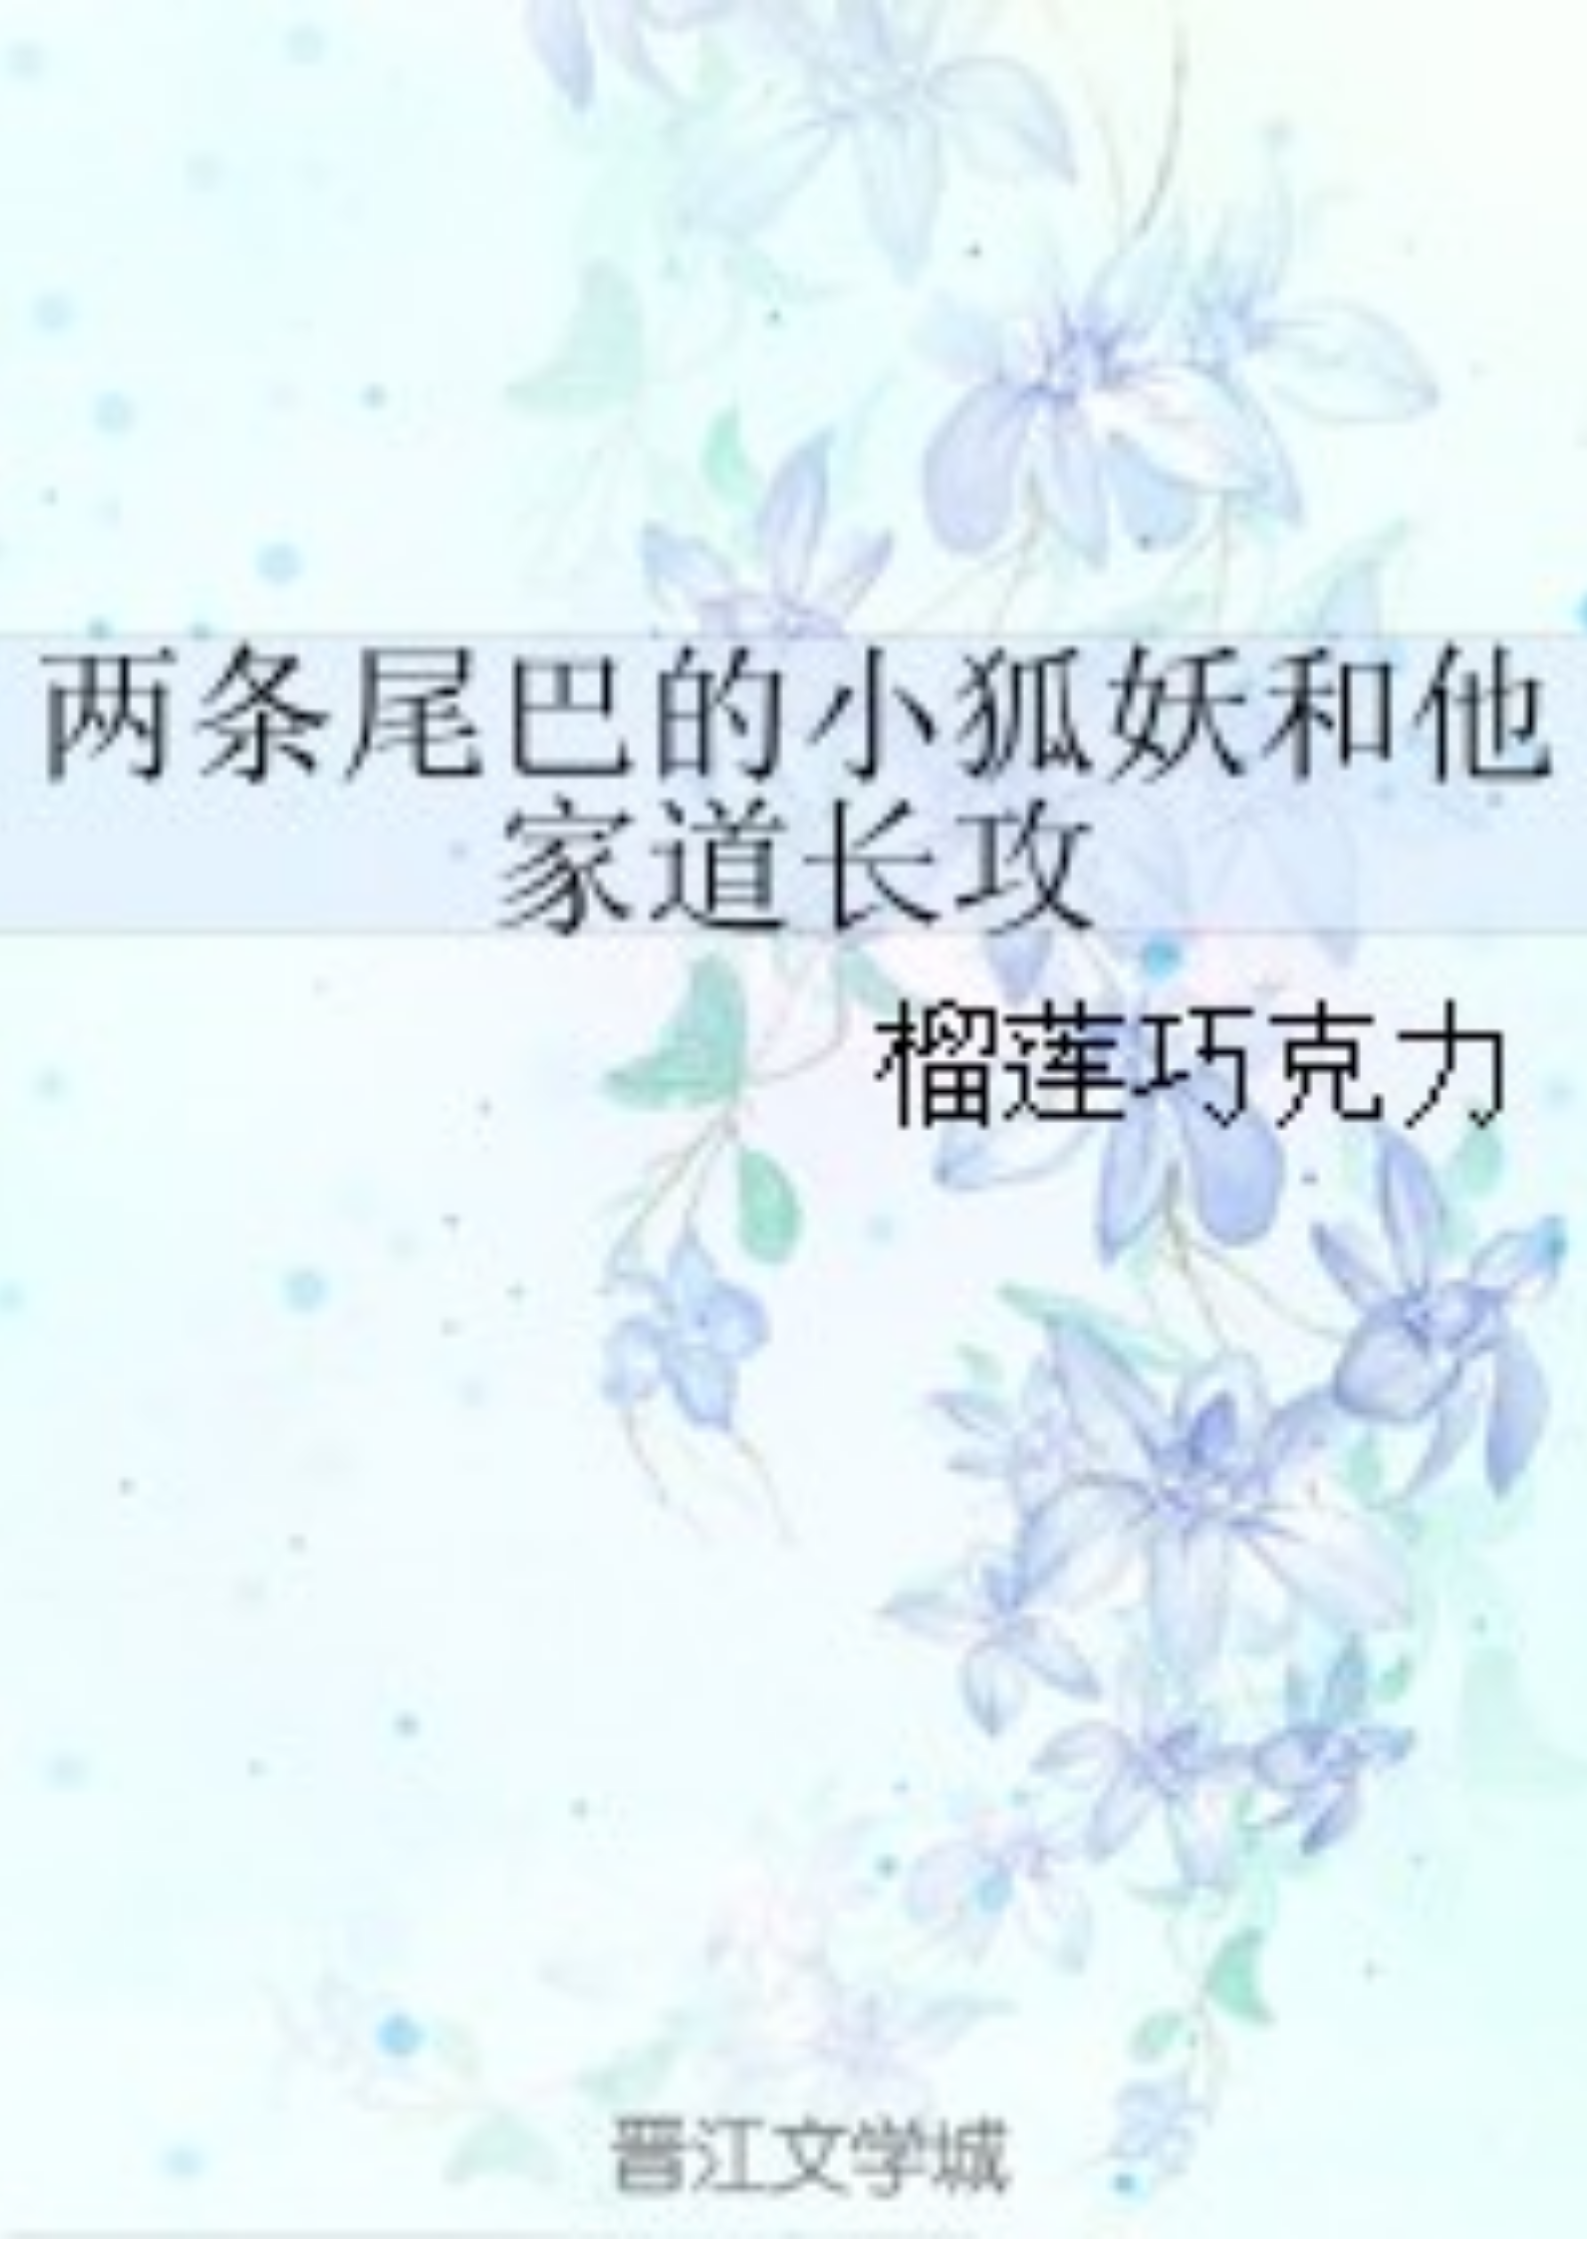 两条尾巴的小狐妖和他
家道长攻
榴莲巧克力
晋江文学城